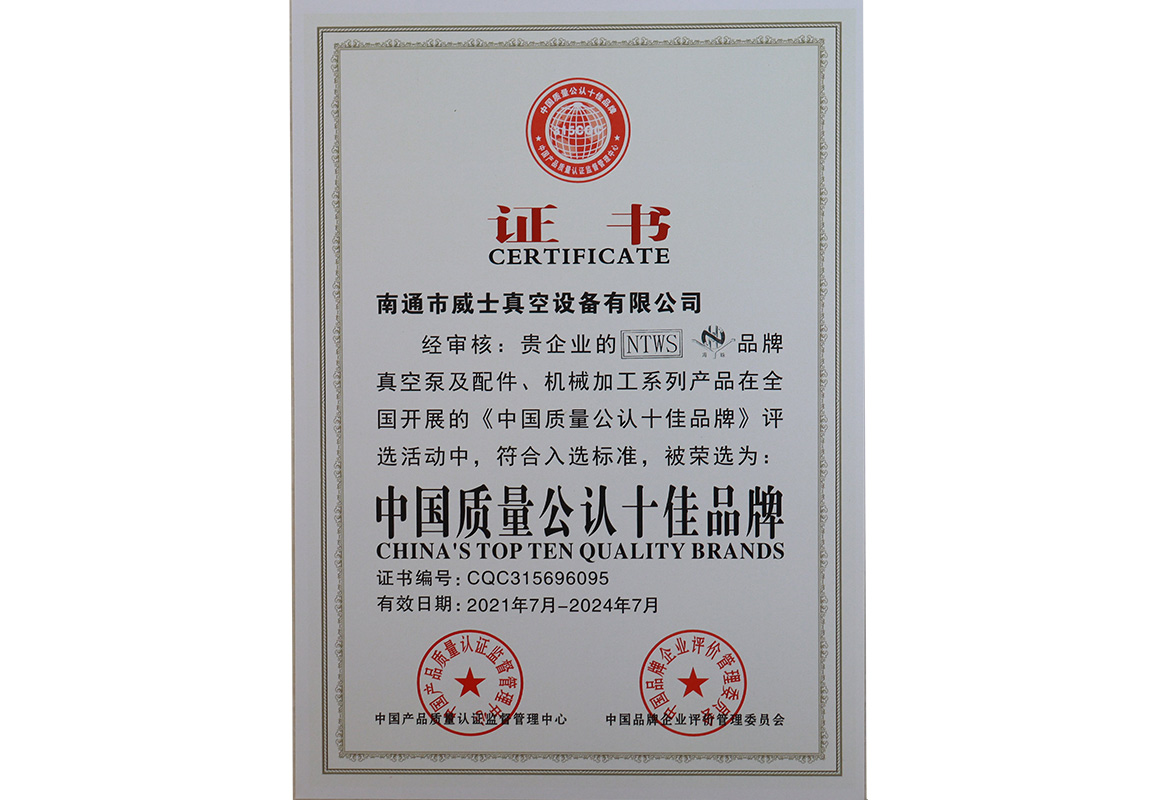 中国质量公认十佳品牌
315CQC
★中国产品质量认证监督管理中心★
证 书
CERTIFICATE
南通市威士真空设备有限公司
经审核：贵企业的 NTWS 品牌
真空泵及配件、机械加工系列产品在全
国开展的《中国质量公认十佳品牌》评
选活动中，符合入选标准，被荣选为：
中国质量公认十佳品牌
CHINA'S TOP TEN QUALITY BRANDS
证书编号：CQC315696095
有效日期：2021年7月-2024年7月
中国产品质量认证监督管理中心
中国品牌企业评价管理委员会
中国产品质量认证监督管理中心 中国品牌企业评价管理委员会